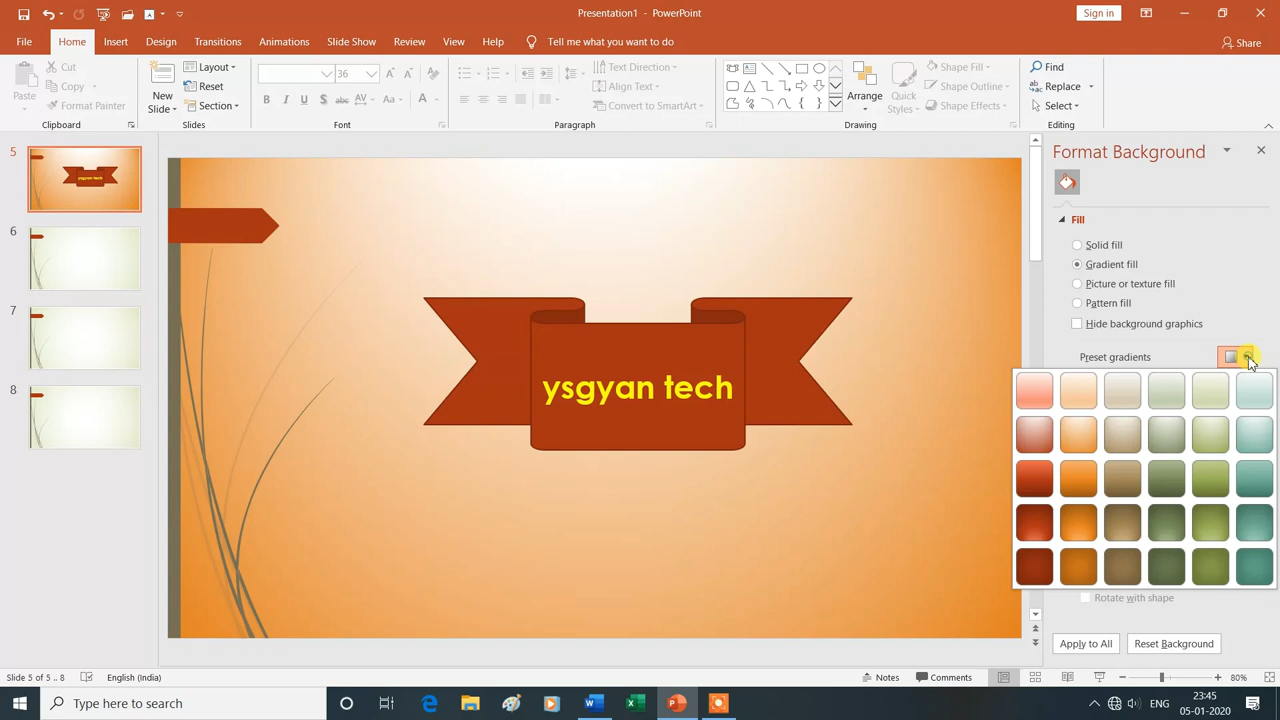 Presentation1 - PowerPoint
Sign in
File Home Insert Design Transitions Animations Slide Show Review View Help Tell me what you want to do
Share
Paste
Cut
Copy
Format Painter
Clipboard
New Slide
Layout
Reset
Section
Slides
36
B I U S abc AV Aa A
Font
Text Direction
Align Text
Convert to SmartArt
Paragraph
Arrange
Quick Styles
Shape Fill
Shape Outline
Shape Effects
Drawing
Find
Replace
Select
Editing
5
ysgyan tech
6
7
8
ysgyan tech
Format Background
Fill
Solid fill
Gradient fill
Picture or texture fill
Pattern fill
Hide background graphics
Preset gradients
Rotate with shape
Apply to All
Reset Background
Slide 5 of 5 .. 8
English (India)
Notes
Comments
80%
Type here to search
ENG
23:45
05-01-2020